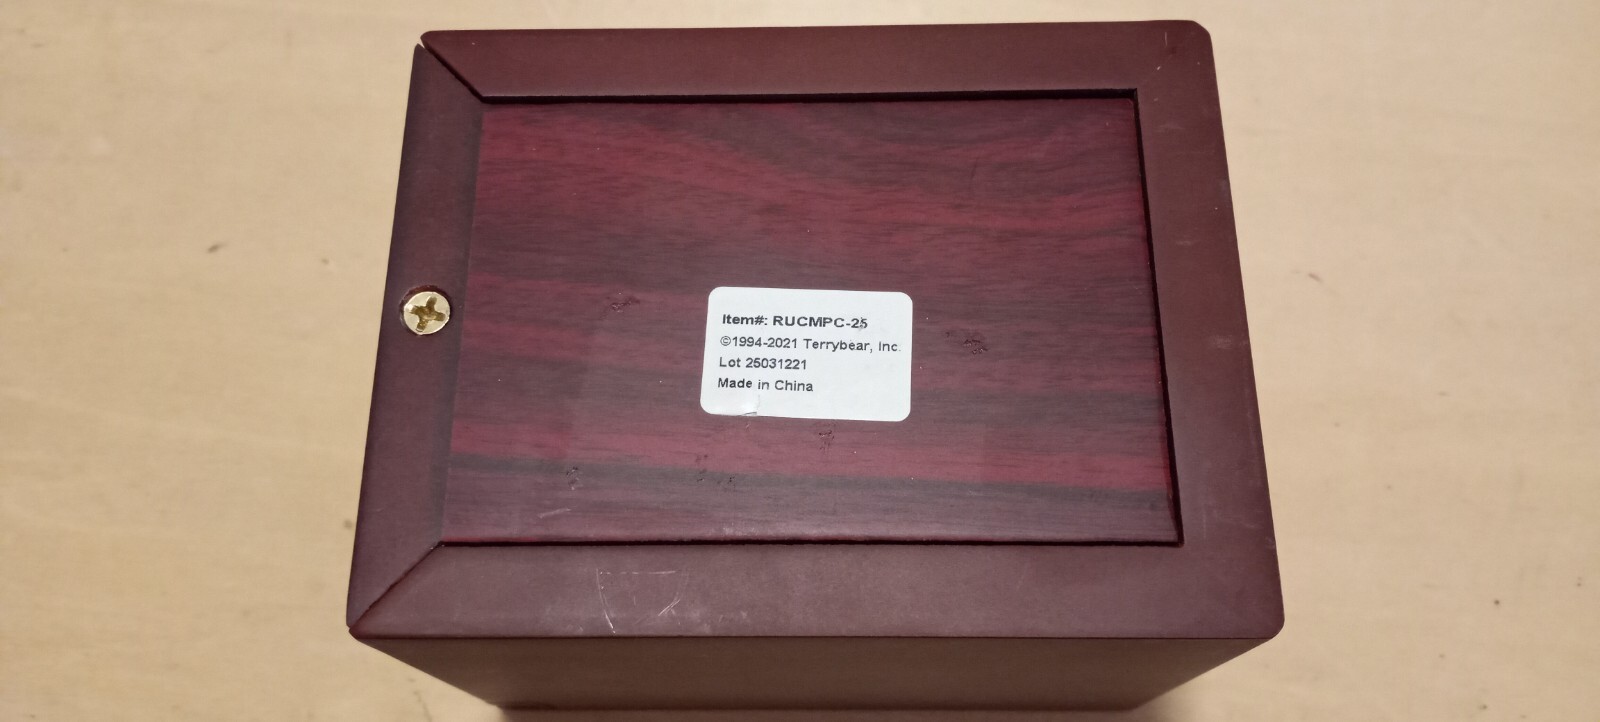 Item#: RUCMPC-25
©1994-2021 Terrybear, Inc.
Lot 25031221
Made in China